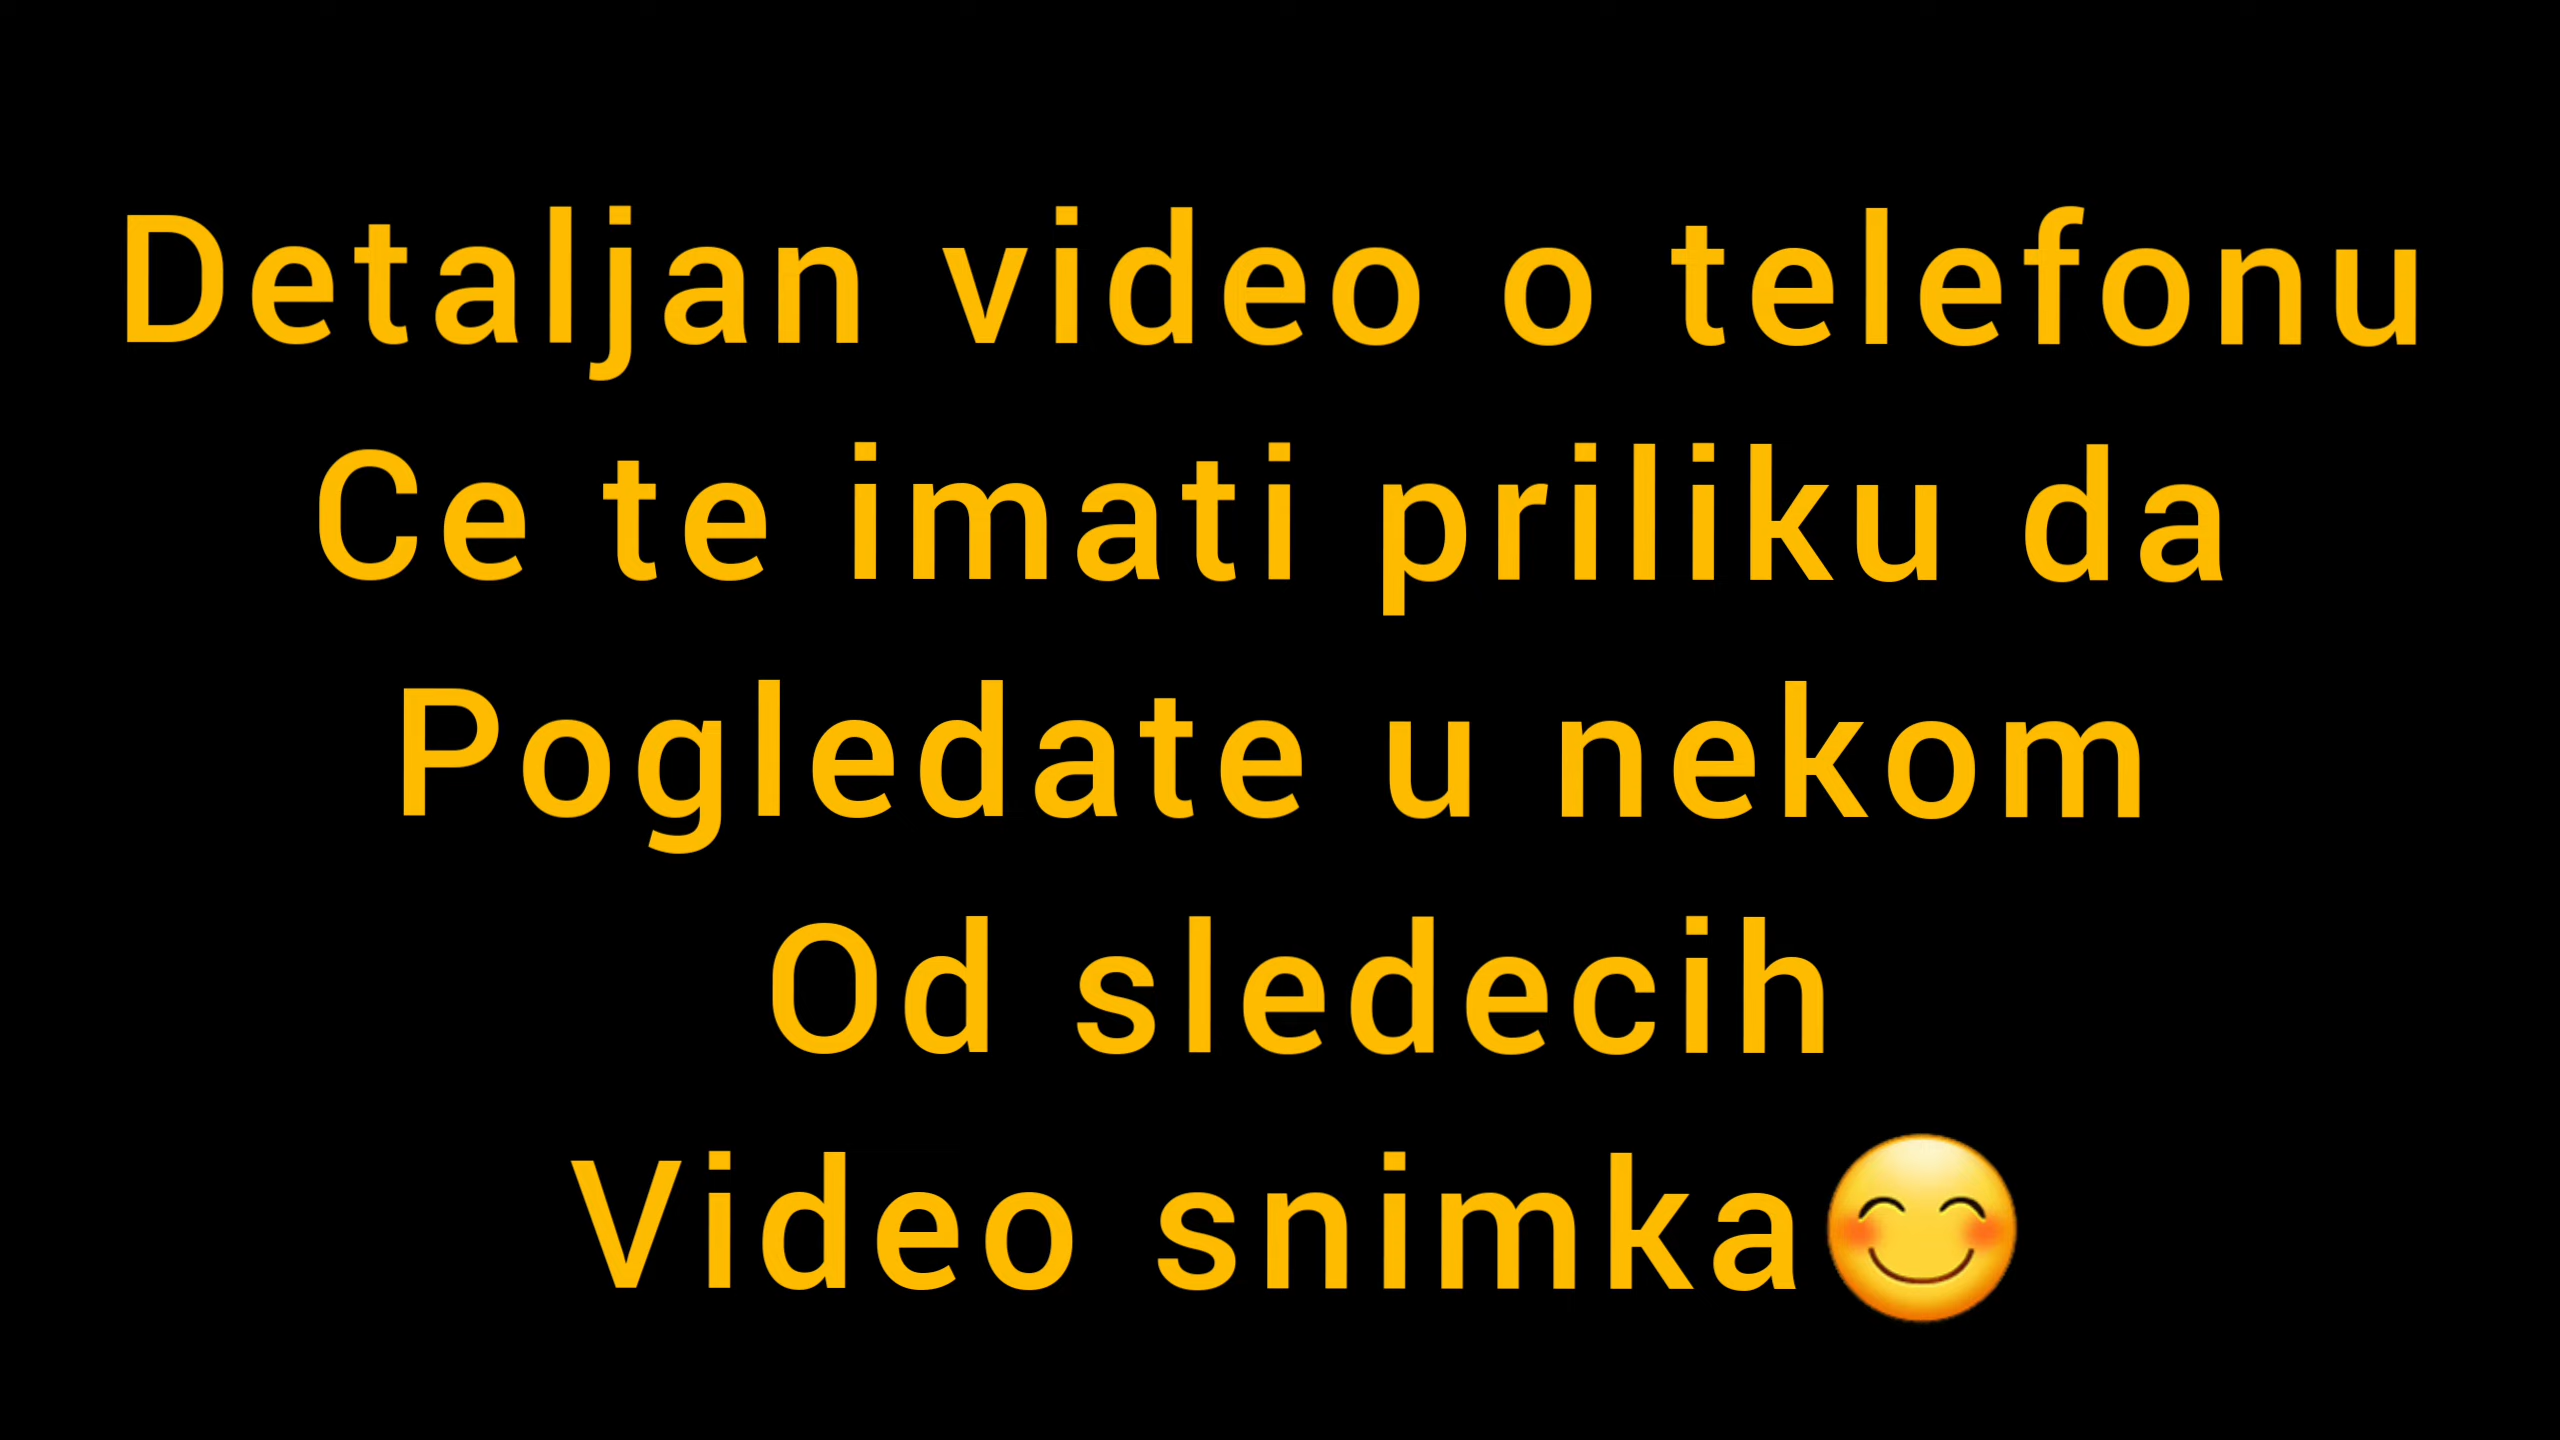 Detaljan video o telefonu
Ce te imati priliku da
Pogledate u nekom
Od sledecih
Video snimka😊